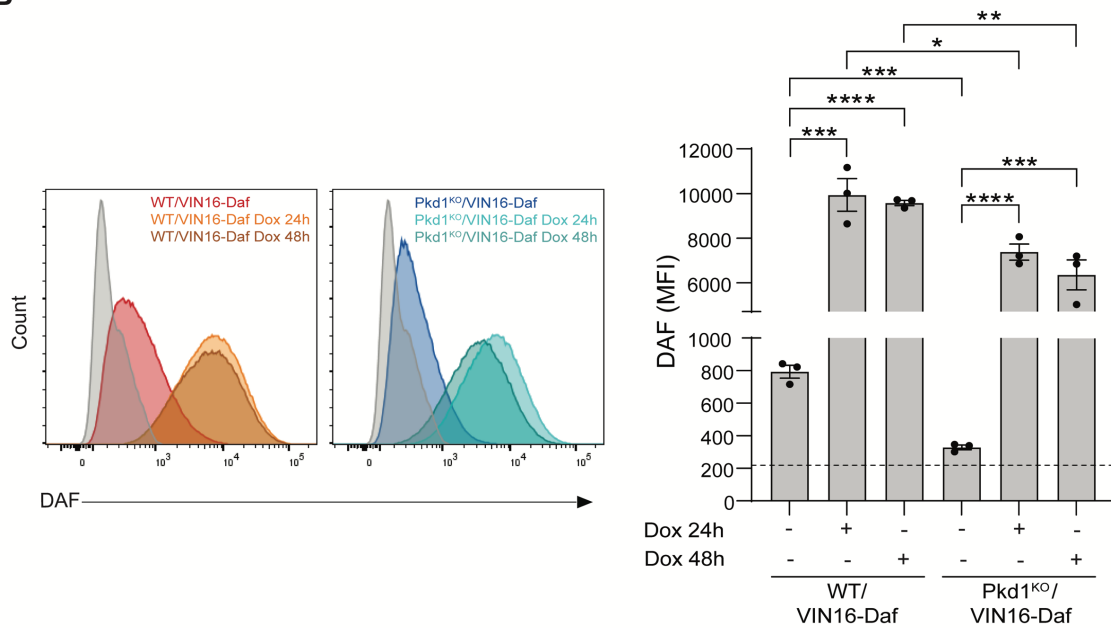 WT/VIN16-Daf
WT/VIN16-Daf Dox 24h
WT/VIN16-Daf Dox 48h
Count
0 10³ 10⁴ 10⁵
Pkd1ᴷᴼ/VIN16-Daf
Pkd1ᴷᴼ/VIN16-Daf Dox 24h
Pkd1ᴷᴼ/VIN16-Daf Dox 48h
0 10³ 10⁴ 10⁵
DAF
**
*
***
****
***
***
****
DAF (MFI)
12000
10000
8000
6000
1000
800
600
400
200
0
Dox 24h - + - - + -
Dox 48h - - + - - +
WT/
VIN16-Daf
Pkd1ᴷᴼ/
VIN16-Daf